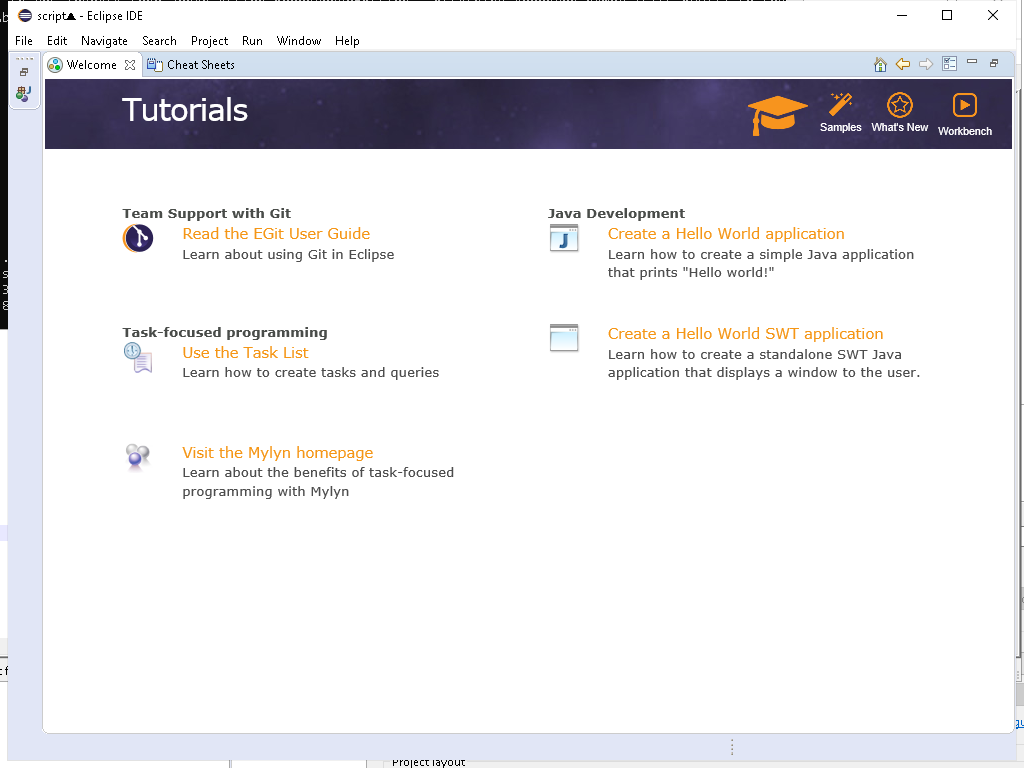 script▲ - Eclipse IDE
File Edit Navigate Search Project Run Window Help
Welcome Cheat Sheets
Tutorials
Samples What's New Workbench
Team Support with Git
Read the EGit User Guide
Learn about using Git in Eclipse
Task-focused programming
Use the Task List
Learn how to create tasks and queries
Visit the Mylyn homepage
Learn about the benefits of task-focused
programming with Mylyn
Java Development
Create a Hello World application
Learn how to create a simple Java application
that prints "Hello world!"
Create a Hello World SWT application
Learn how to create a standalone SWT Java
application that displays a window to the user.
Project layout